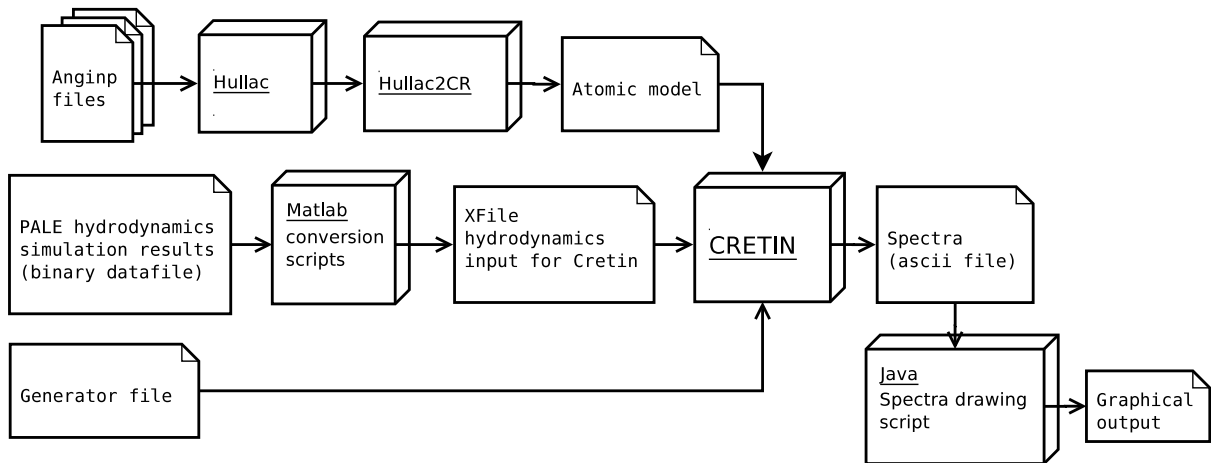 Anginp
files
Hullac
Hullac2CR
Atomic model
PALE hydrodynamics
simulation results
(binary datafile)
Matlab
conversion
scripts
XFile
hydrodynamics
input for Cretin
CRETIN
Spectra
(ascii file)
Generator file
Java
Spectra drawing
script
Graphical
output